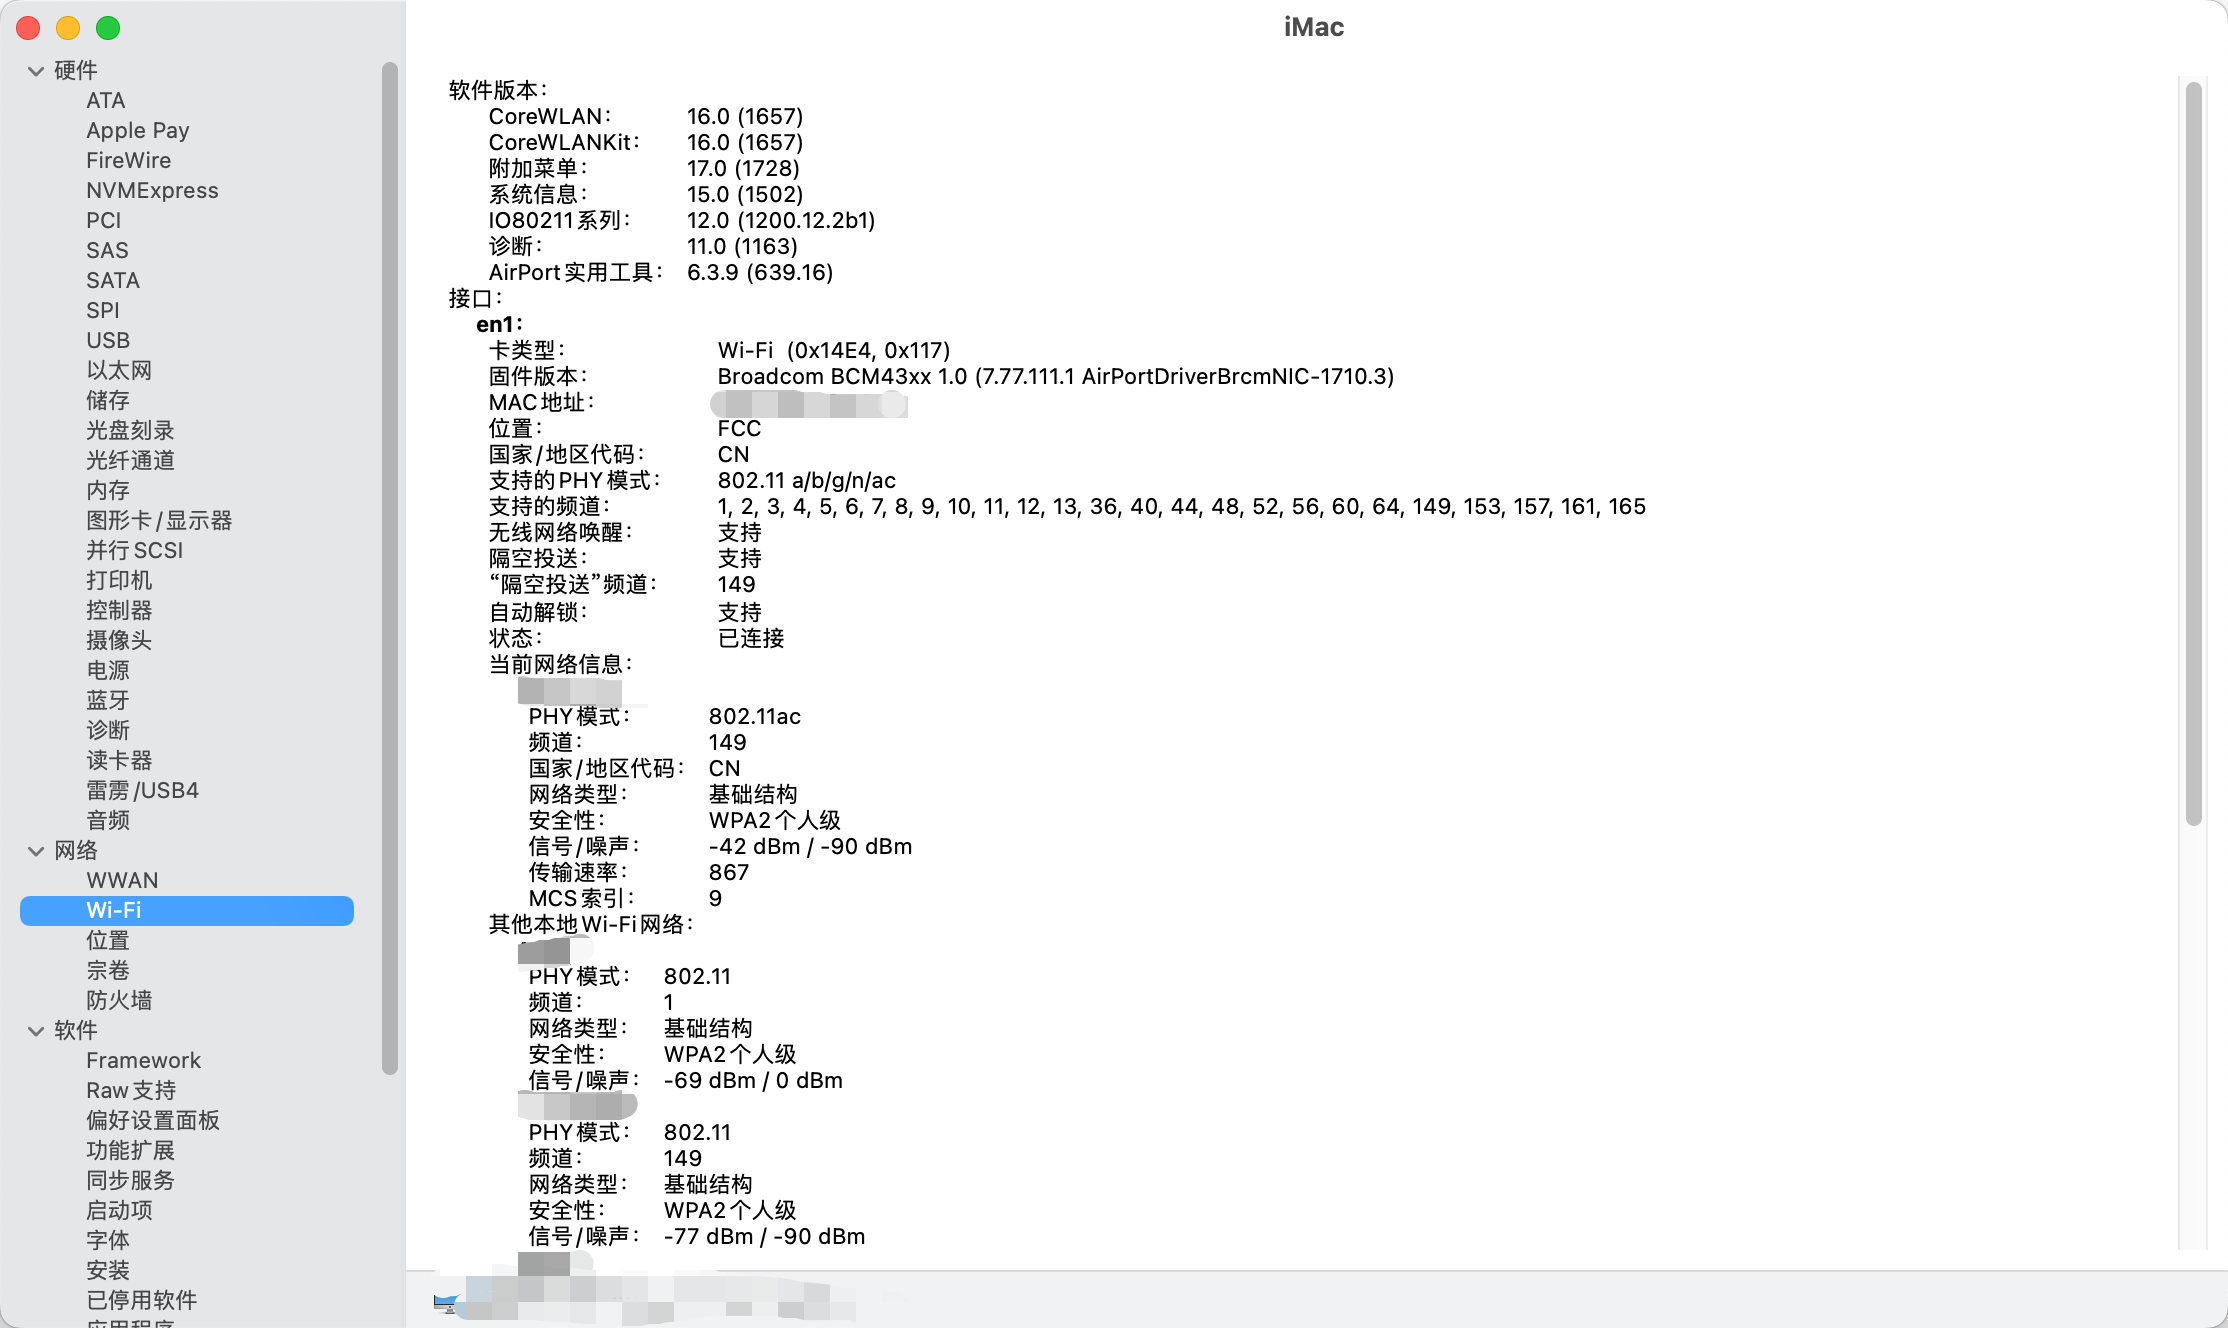 iMac
硬件
ATA
Apple Pay
FireWire
NVMExpress
PCI
SAS
SATA
SPI
USB
以太网
储存
光盘刻录
光纤通道
内存
图形卡/显示器
并行SCSI
打印机
控制器
摄像头
电源
蓝牙
诊断
读卡器
雷雳/USB4
音频
网络
WWAN
Wi-Fi
位置
宗卷
防火墙
软件
Framework
Raw支持
偏好设置面板
功能扩展
同步服务
启动项
字体
安装
已停用软件
应用程序
软件版本：
CoreWLAN： 16.0 (1657)
CoreWLANKit： 16.0 (1657)
附加菜单： 17.0 (1728)
系统信息： 15.0 (1502)
IO80211系列： 12.0 (1200.12.2b1)
诊断： 11.0 (1163)
AirPort实用工具： 6.3.9 (639.16)
接口：
en1：
卡类型： Wi-Fi (0x14E4, 0x117)
固件版本： Broadcom BCM43xx 1.0 (7.77.111.1 AirPortDriverBrcmNIC-1710.3)
MAC地址：
位置： FCC
国家/地区代码： CN
支持的PHY模式： 802.11 a/b/g/n/ac
支持的频道： 1, 2, 3, 4, 5, 6, 7, 8, 9, 10, 11, 12, 13, 36, 40, 44, 48, 52, 56, 60, 64, 149, 153, 157, 161, 165
无线网络唤醒： 支持
隔空投送： 支持
“隔空投送”频道： 149
自动解锁： 支持
状态： 已连接
当前网络信息：
PHY模式： 802.11ac
频道： 149
国家/地区代码： CN
网络类型： 基础结构
安全性： WPA2个人级
信号/噪声： -42 dBm / -90 dBm
传输速率： 867
MCS索引： 9
其他本地Wi-Fi网络：
PHY模式： 802.11
频道： 1
网络类型： 基础结构
安全性： WPA2个人级
信号/噪声： -69 dBm / 0 dBm
PHY模式： 802.11
频道： 149
网络类型： 基础结构
安全性： WPA2个人级
信号/噪声： -77 dBm / -90 dBm